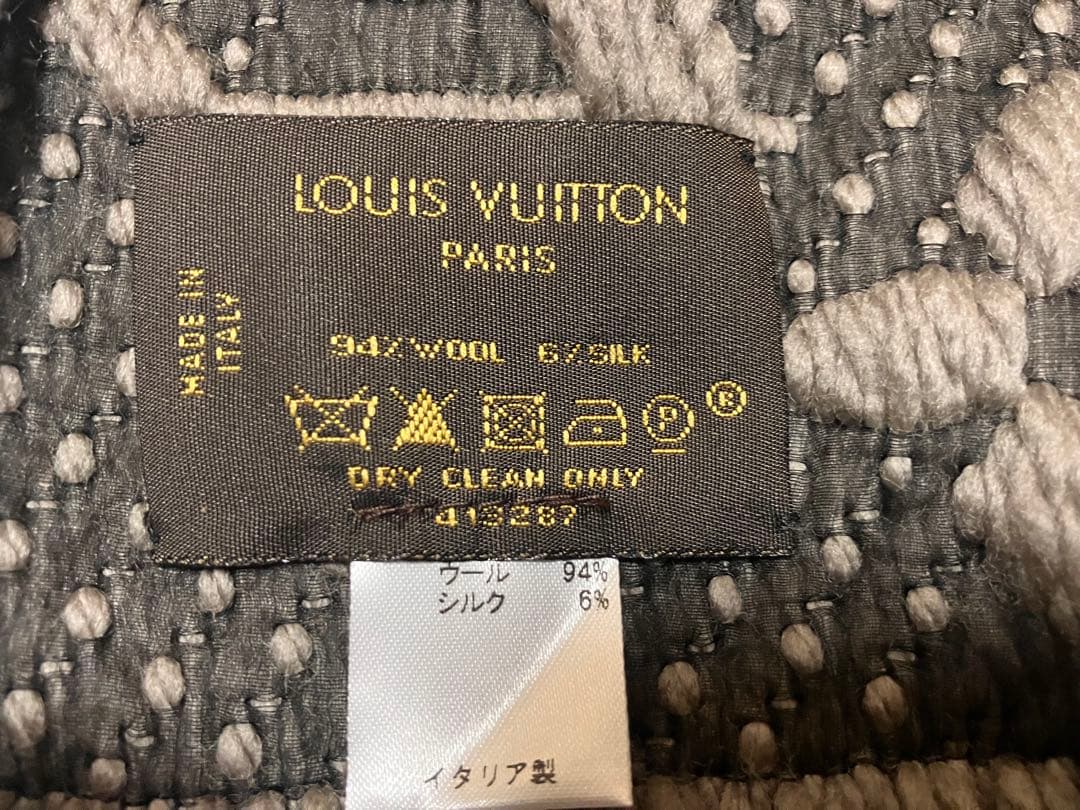 LOUIS VUITTON
PARIS
MADE IN
ITALY
94% WOOL 6% SILK
P
®
DRY CLEAN ONLY
413287
ウール 94%
シルク 6%
イタリア製